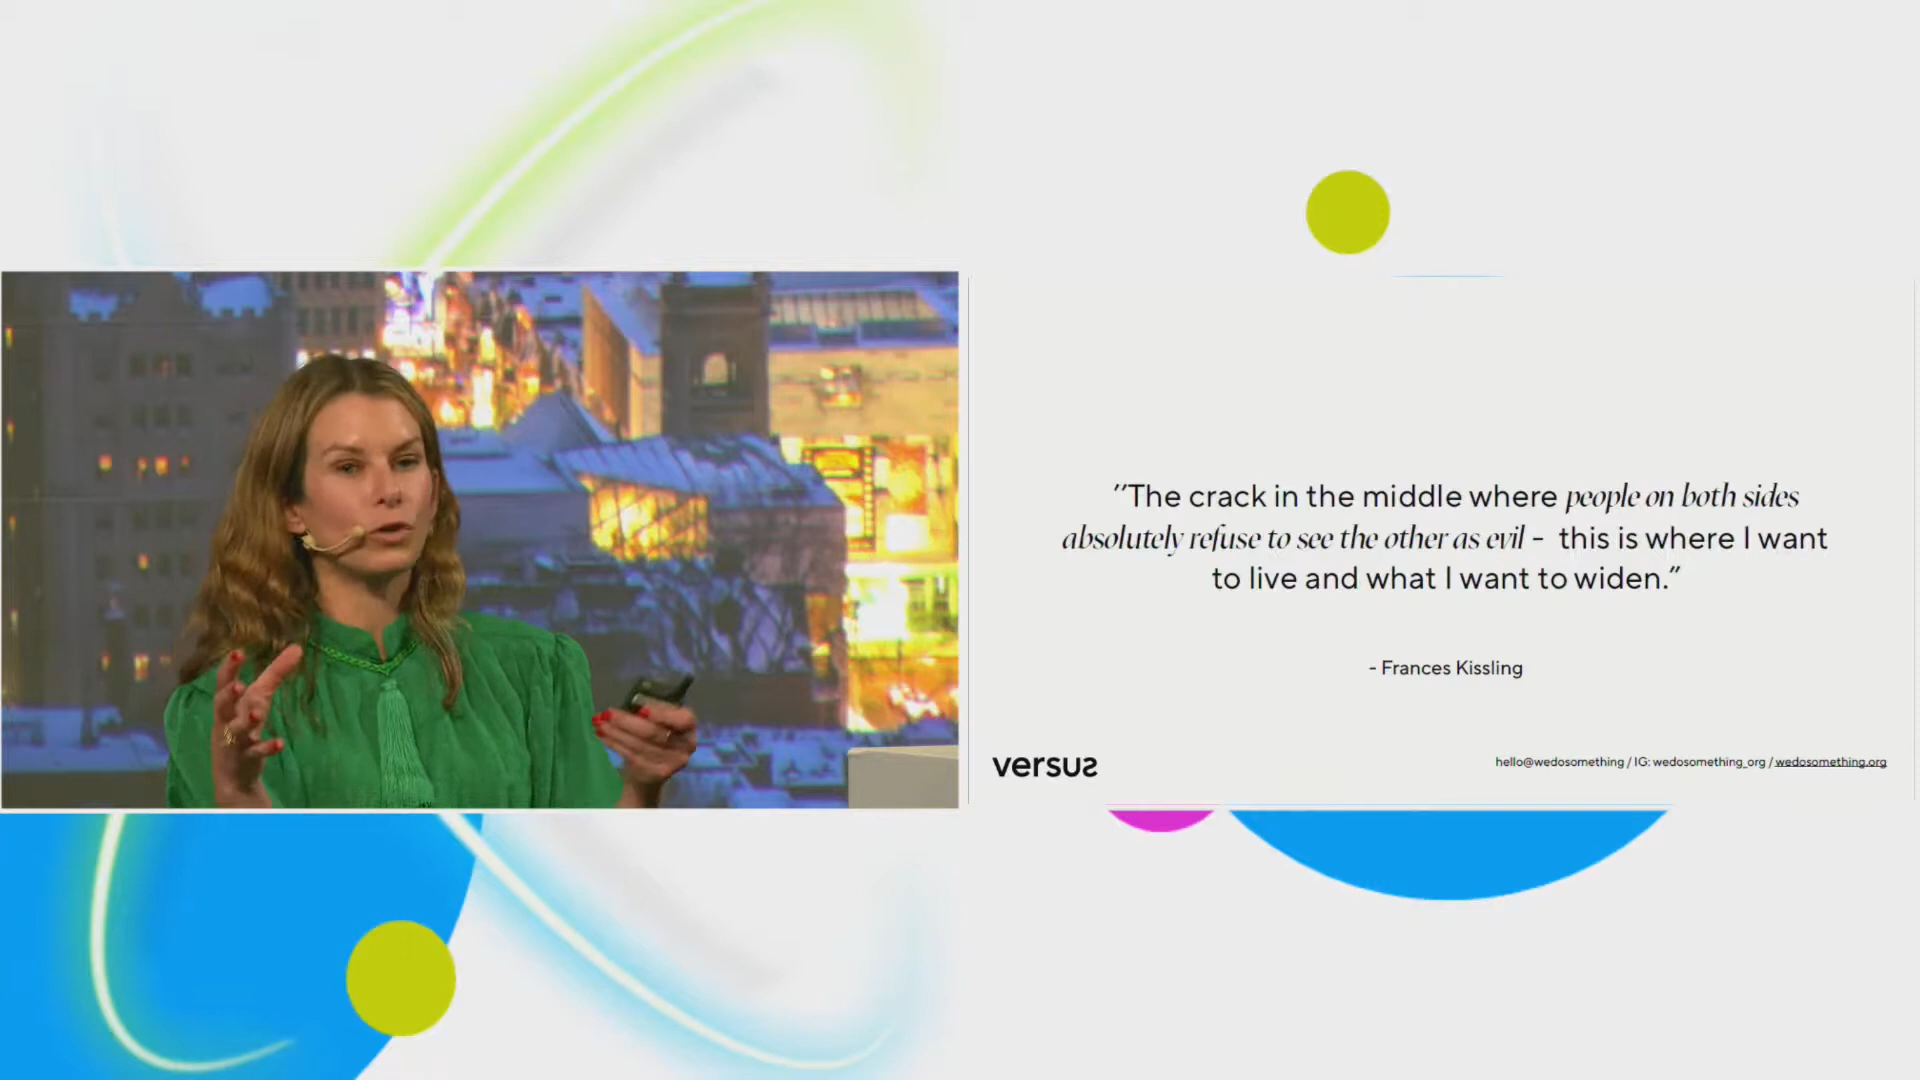 ′′The crack in the middle where people on both sides
absolutely refuse to see the other as evil - this is where I want
to live and what I want to widen.”
- Frances Kissling
versus
hello@wedosomething / IG: wedosomething_org / wedosomething.org